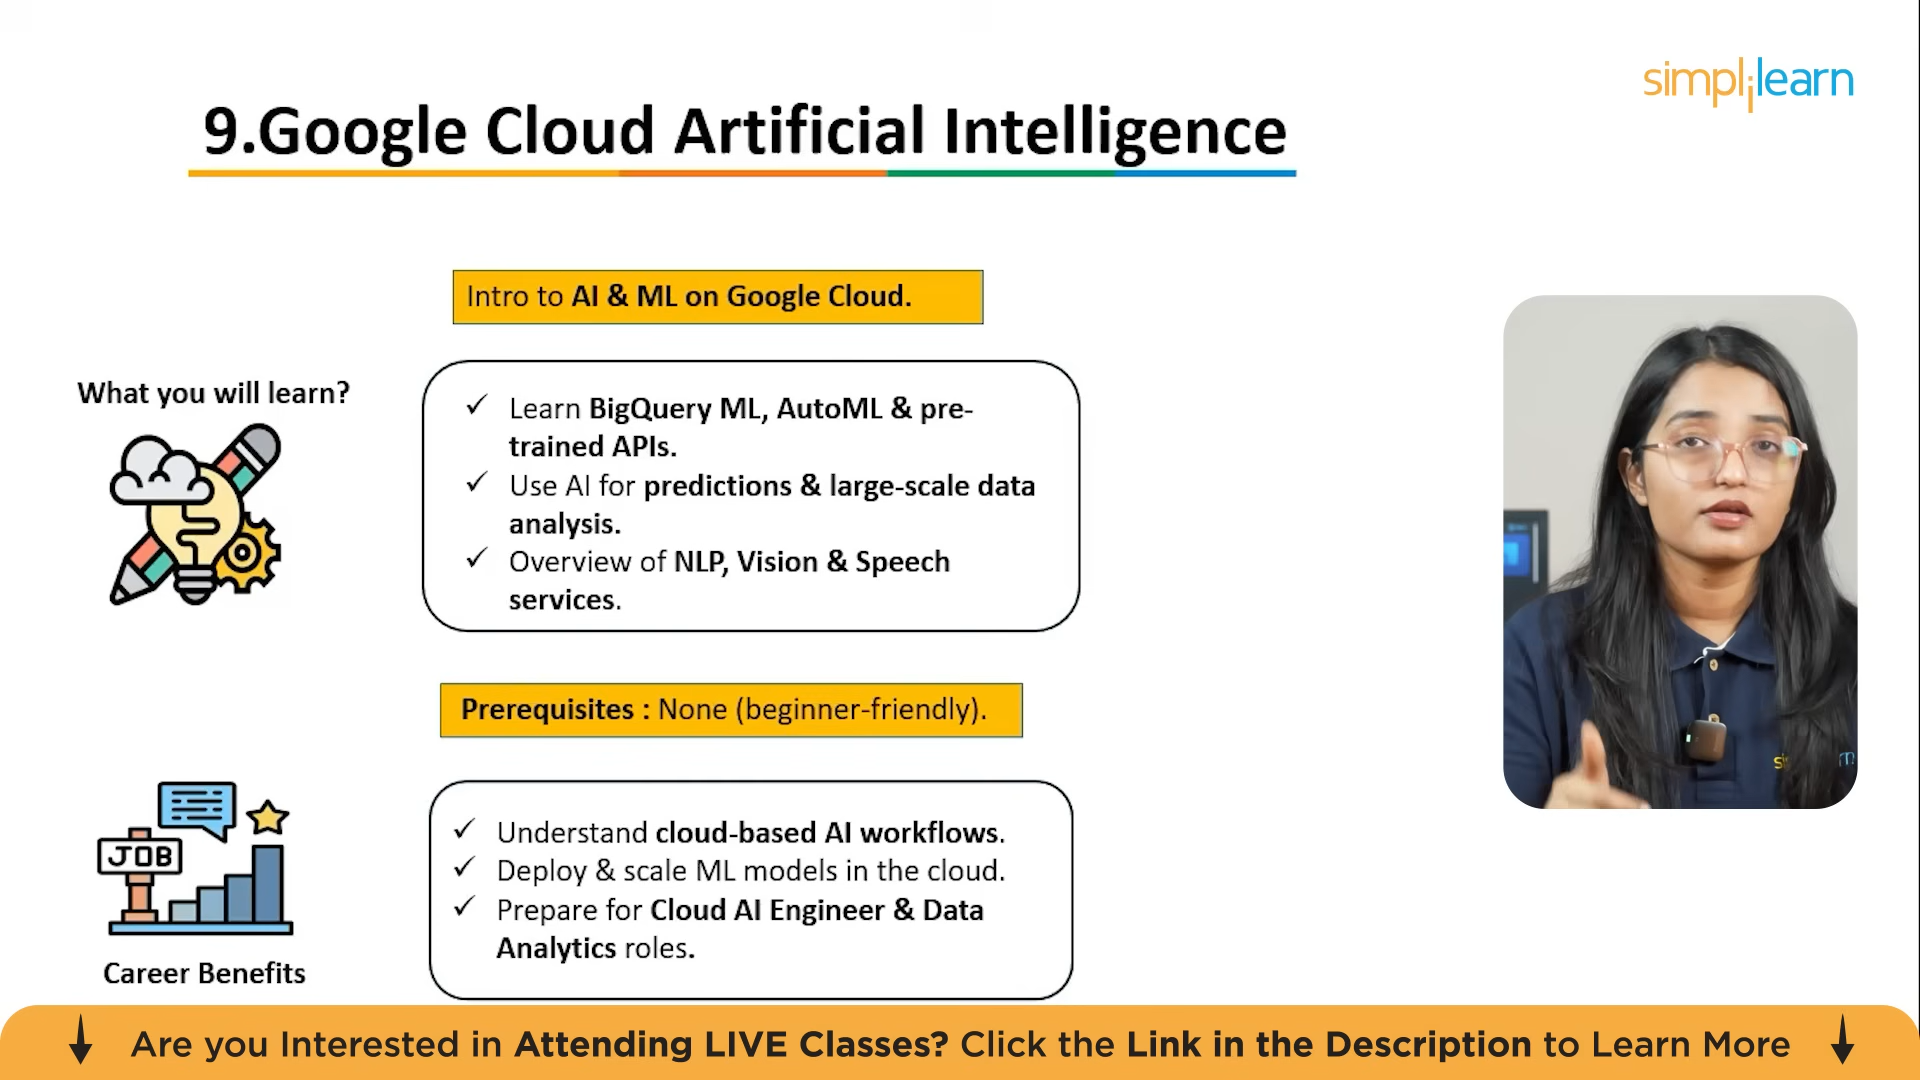 simplilearn
9.Google Cloud Artificial Intelligence
Intro to AI & ML on Google Cloud.
What you will learn?
✓ Learn BigQuery ML, AutoML & pre-
trained APIs.
✓ Use AI for predictions & large-scale data
analysis.
✓ Overview of NLP, Vision & Speech
services.
Prerequisites : None (beginner-friendly).
JOB
Career Benefits
✓ Understand cloud-based AI workflows.
✓ Deploy & scale ML models in the cloud.
✓ Prepare for Cloud AI Engineer & Data
Analytics roles.
Are you Interested in Attending LIVE Classes? Click the Link in the Description to Learn More